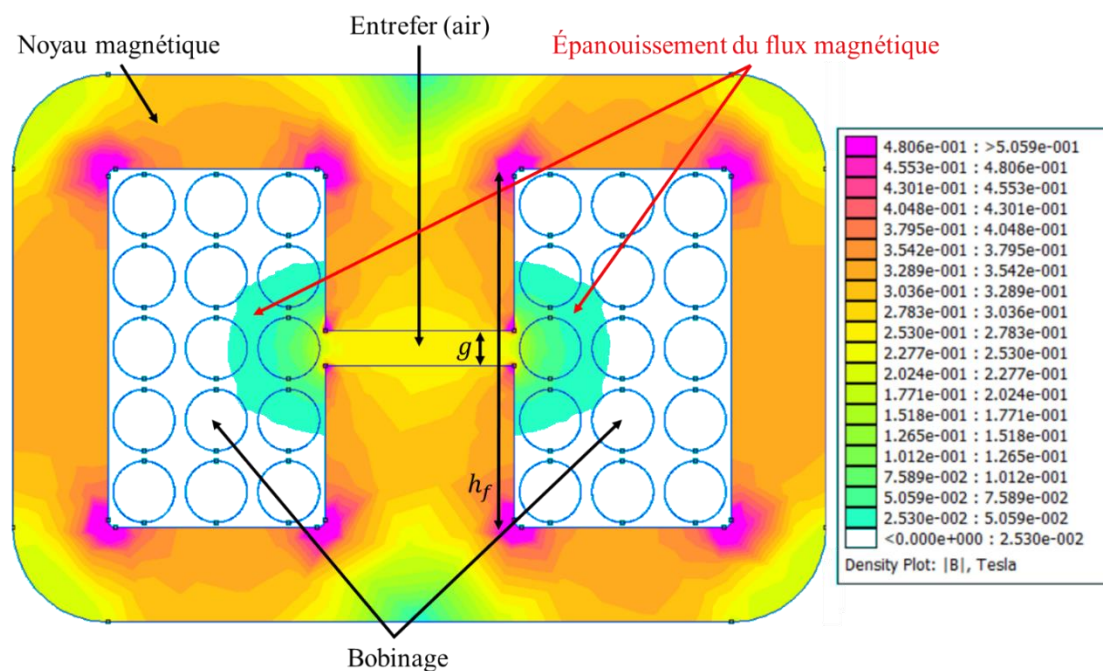 Entrefer (air)
Noyau magnétique
Épanouissement du flux magnétique
4.806e-001 : >5.059e-001
4.553e-001 : 4.806e-001
4.301e-001 : 4.553e-001
4.048e-001 : 4.301e-001
3.795e-001 : 4.048e-001
3.542e-001 : 3.795e-001
3.289e-001 : 3.542e-001
3.036e-001 : 3.289e-001
2.783e-001 : 3.036e-001
2.530e-001 : 2.783e-001
2.277e-001 : 2.530e-001
2.024e-001 : 2.277e-001
1.771e-001 : 2.024e-001
1.518e-001 : 1.771e-001
1.265e-001 : 1.518e-001
1.012e-001 : 1.265e-001
7.589e-002 : 1.012e-001
5.059e-002 : 7.589e-002
2.530e-002 : 5.059e-002
<0.000e+000 : 2.530e-002
Density Plot: |B|, Tesla
g
h_f
Bobinage